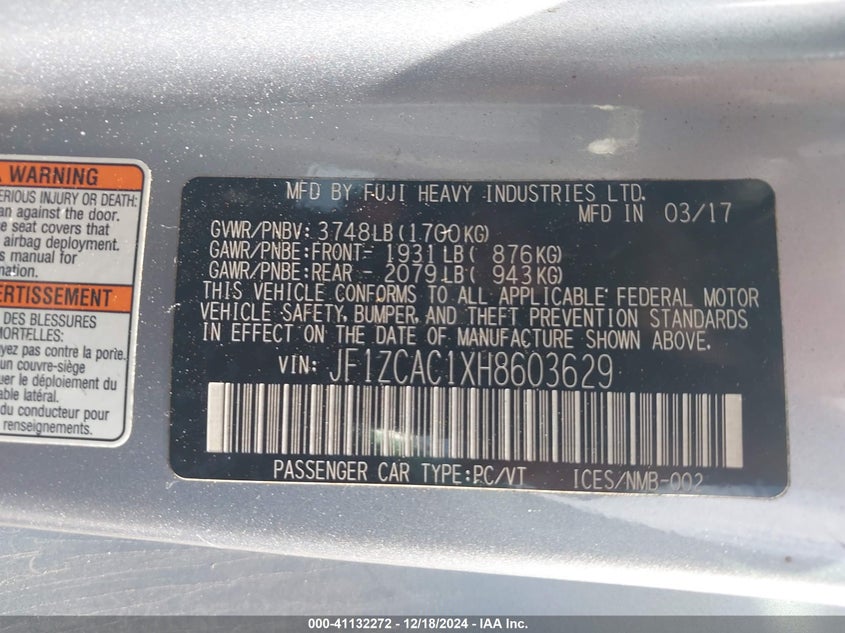 WARNING
ERIOUS INJURY OR DEATH:
an against the door.
e seat covers that
airbag deployment.
s manual for
mation.
ERTISSEMENT
DES BLESSURES
MORTELLES:
yez pas contre la porte.
un couvre-siège
uer le déploiement du
able latéral.
du conducteur pour
renseignements.
MFD BY FUJI HEAVY INDUSTRIES LTD.
MFD IN 03/17
GVWR/PNBV: 3748LB(1700KG)
GAWR/PNBE:FRONT- 1931LB( 876KG)
GAWR/PNBE:REAR - 2079LB( 943KG)
THIS VEHICLE CONFORMS TO ALL APPLICABLE FEDERAL MOTOR
VEHICLE SAFETY, BUMPER, AND THEFT PREVENTION STANDARDS
IN EFFECT ON THE DATE OF MANUFACTURE SHOWN ABOVE.
VIN: JF1ZCAC1XH8603629
PASSENGER CAR TYPE:PC/VT ICES/NMB-002
000-41132272 - 12/18/2024 - IAA Inc.